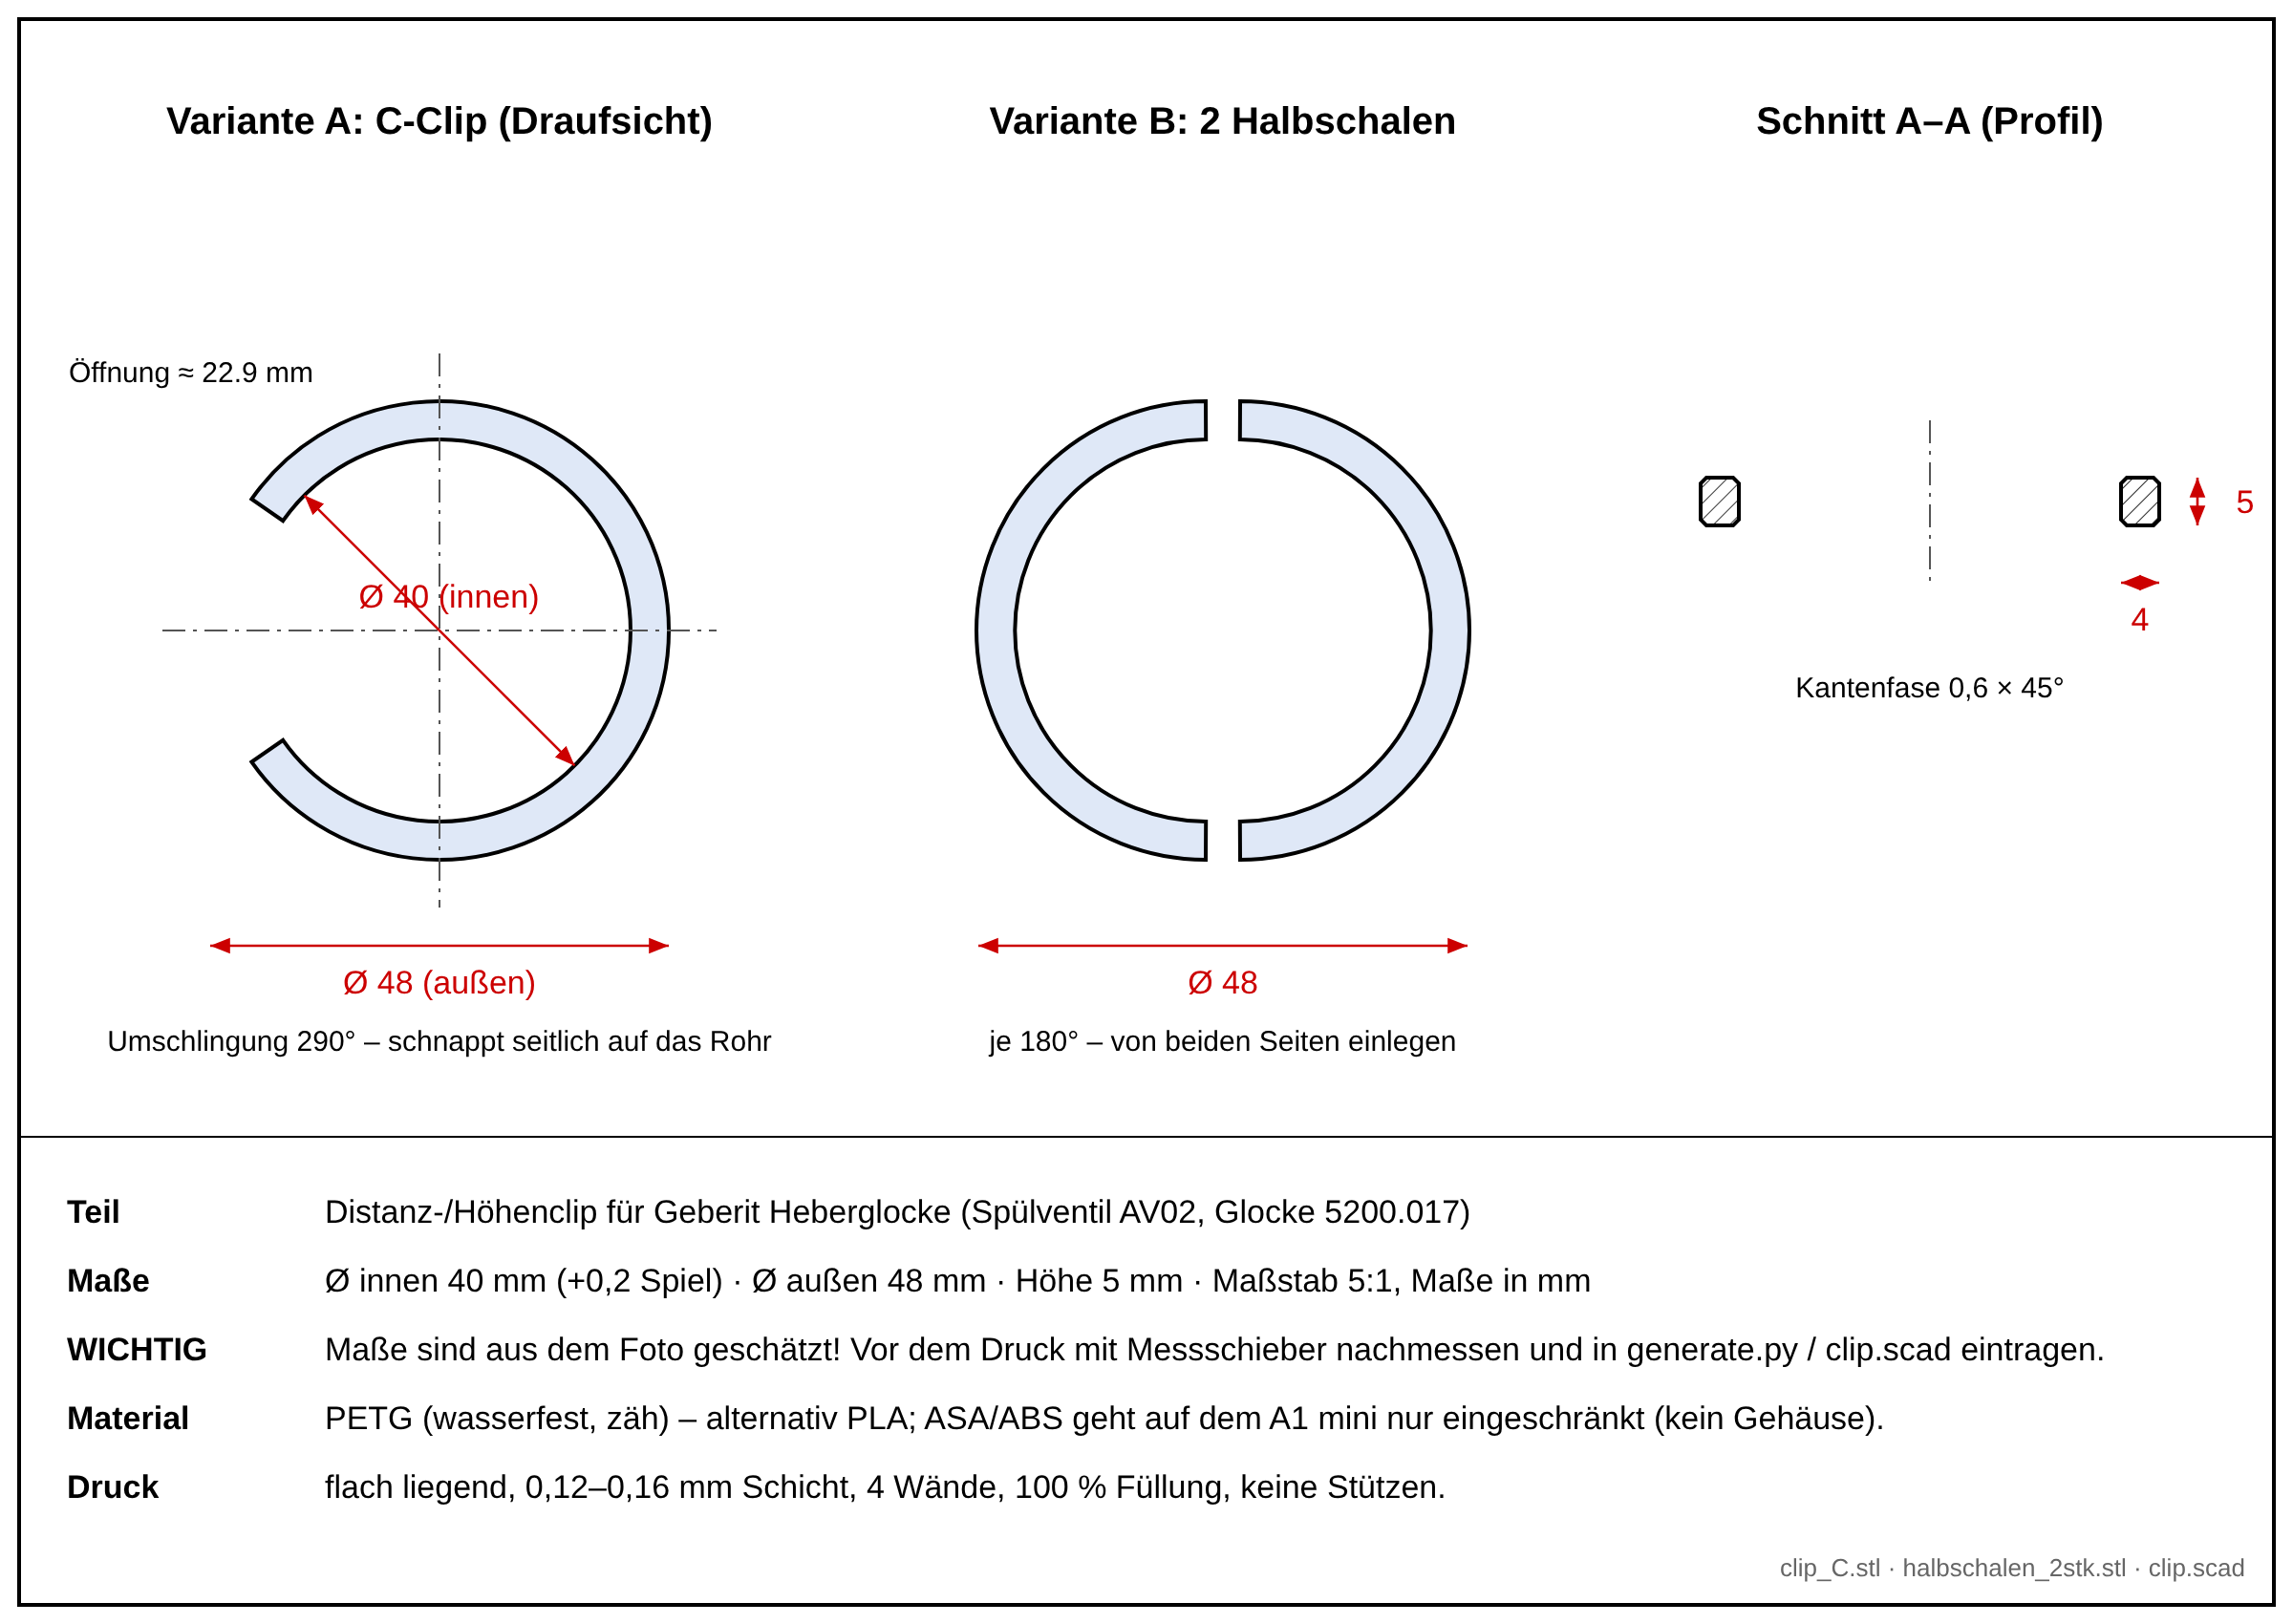 Variante A: C-Clip (Draufsicht)
Variante B: 2 Halbschalen
Schnitt A–A (Profil)
Öffnung ≈ 22.9 mm
Ø 40 (innen)
5
4
Kantenfase 0,6 × 45°
Ø 48 (außen)
Ø 48
Umschlingung 290° – schnappt seitlich auf das Rohr
je 180° – von beiden Seiten einlegen
Teil Distanz-/Höhenclip für Geberit Heberglocke (Spülventil AV02, Glocke 5200.017)
Maße Ø innen 40 mm (+0,2 Spiel) · Ø außen 48 mm · Höhe 5 mm · Maßstab 5:1, Maße in mm
WICHTIG Maße sind aus dem Foto geschätzt! Vor dem Druck mit Messschieber nachmessen und in generate.py / clip.scad eintragen.
Material PETG (wasserfest, zäh) – alternativ PLA; ASA/ABS geht auf dem A1 mini nur eingeschränkt (kein Gehäuse).
Druck flach liegend, 0,12–0,16 mm Schicht, 4 Wände, 100 % Füllung, keine Stützen.
clip_C.stl · halbschalen_2stk.stl · clip.scad